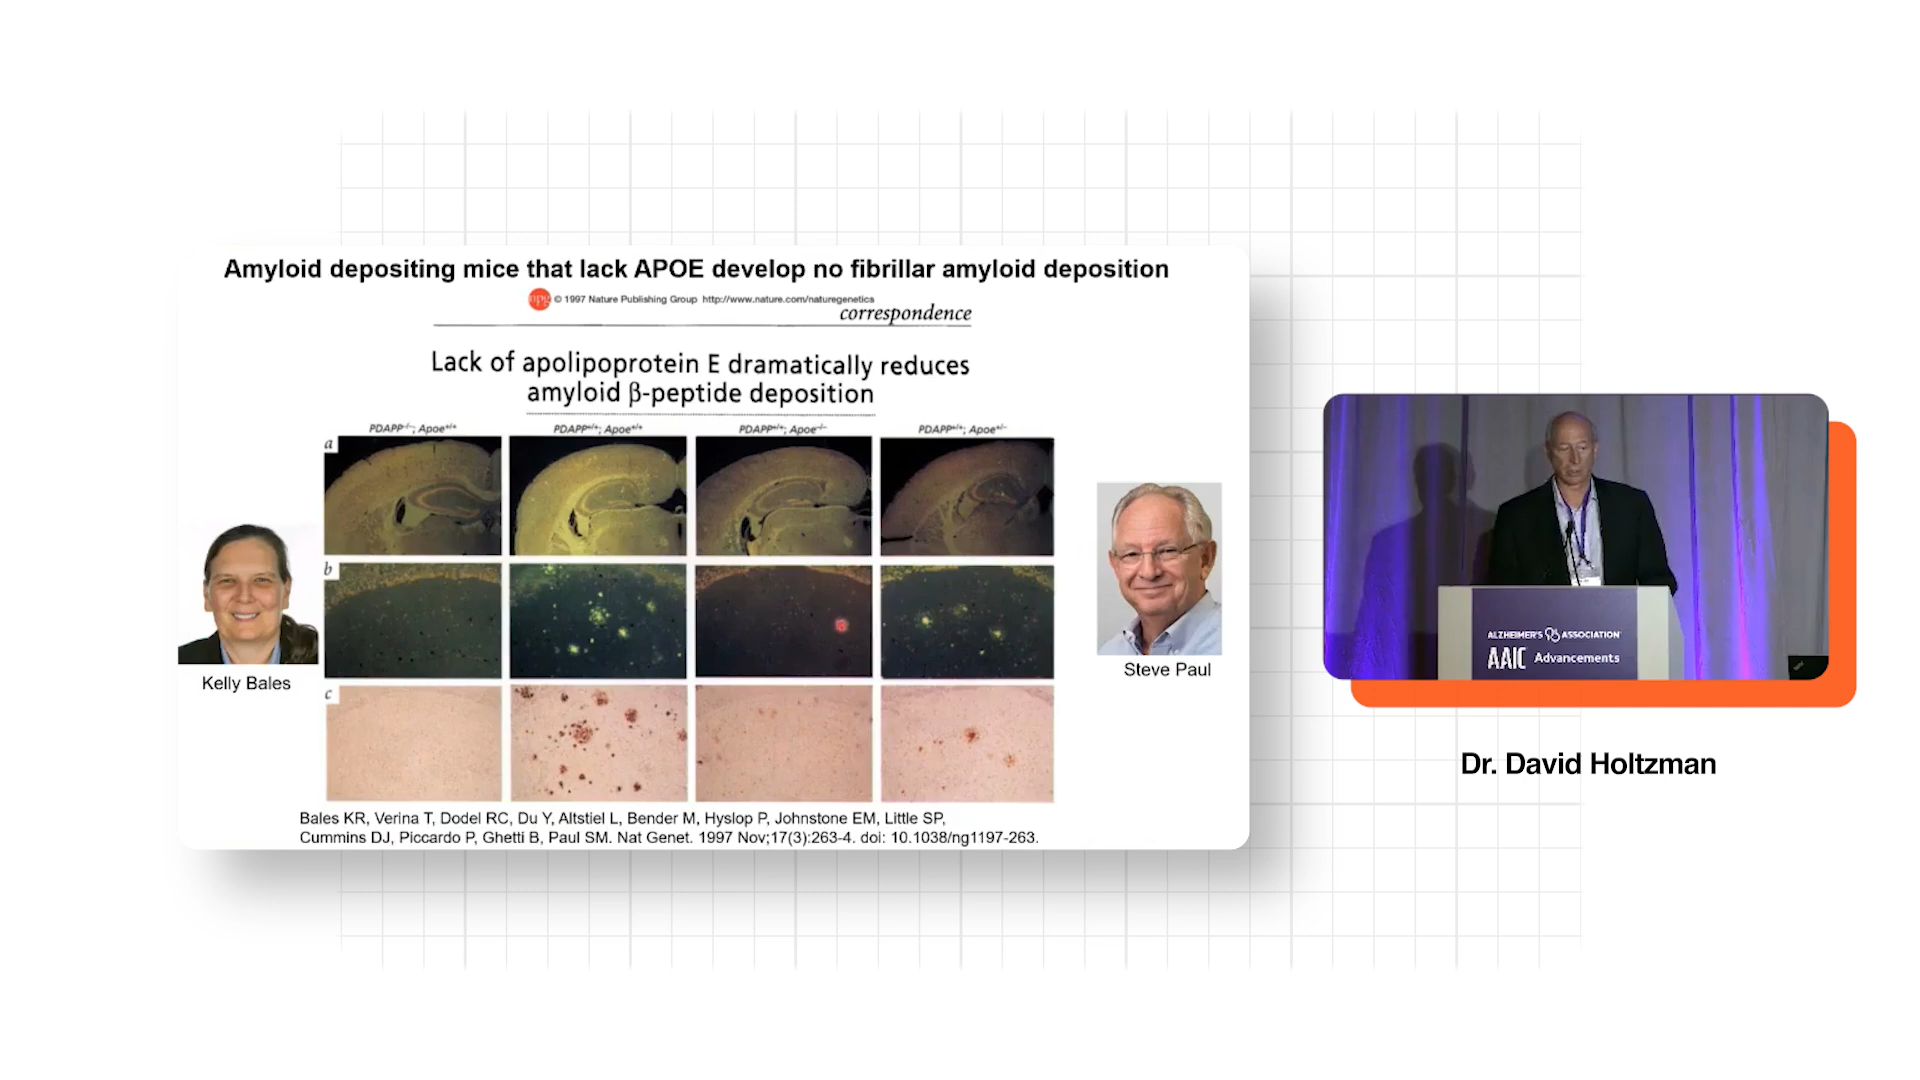 Amyloid depositing mice that lack APOE develop no fibrillar amyloid deposition
npg © 1997 Nature Publishing Group http://www.nature.com/naturegenetics
correspondence
Lack of apolipoprotein E dramatically reduces
amyloid β-peptide deposition
PDAPP-/-; Apoe+/+ PDAPP+/+; Apoe+/+ PDAPP+/+; Apoe-/- PDAPP+/+; Apoe+/-
a
b
c
Kelly Bales
Steve Paul
Bales KR, Verina T, Dodel RC, Du Y, Altstiel L, Bender M, Hyslop P, Johnstone EM, Little SP,
Cummins DJ, Piccardo P, Ghetti B, Paul SM. Nat Genet. 1997 Nov;17(3):263-4. doi: 10.1038/ng1197-263.
ALZHEIMER'S ASSOCIATION
AAIC Advancements
Dr. David Holtzman